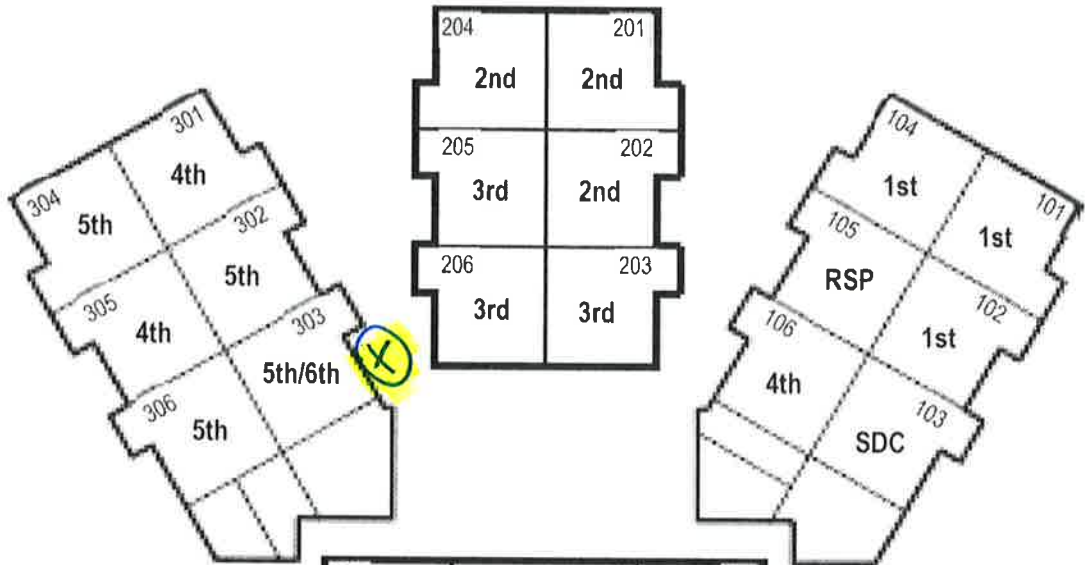 204
2nd
201
2nd
205
3rd
202
2nd
206
3rd
203
3rd
301
4th
304
5th
302
5th
305
4th
303
5th/6th
306
5th
X
104
1st
101
1st
105
RSP
102
1st
106
4th
103
SDC